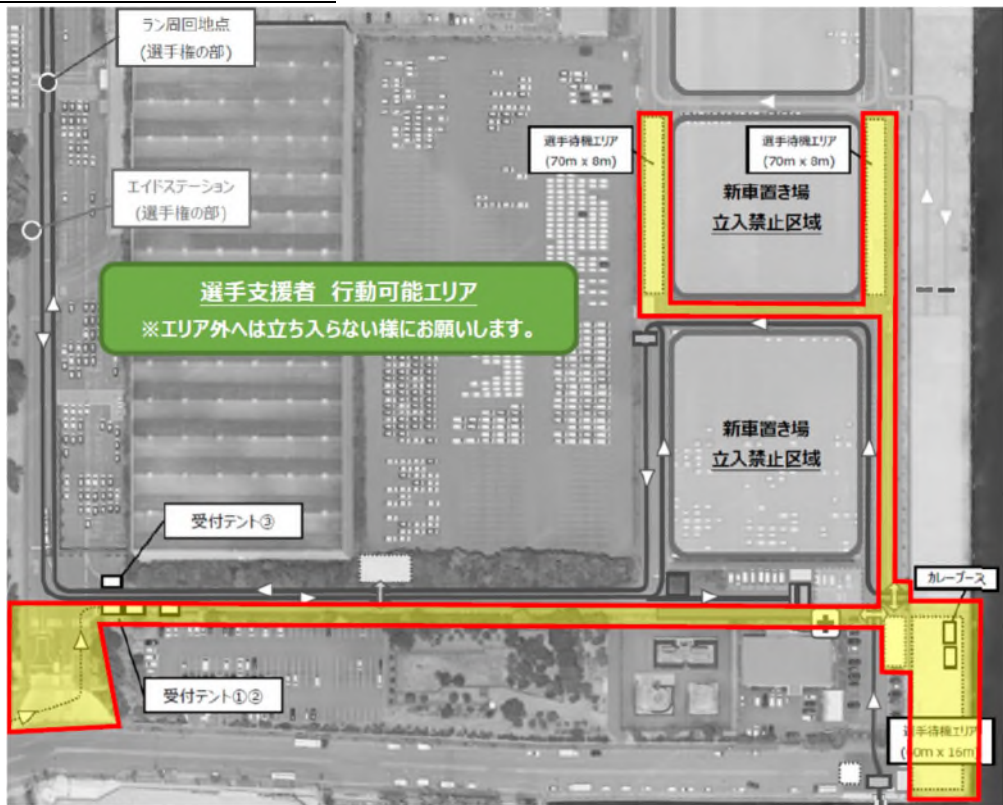 ラン周回地点
(選手権の部)
選手待機エリア
(70m x 8m)
選手待機エリア
(70m x 8m)
新車置き場
立入禁止区域
エイドステーション
(選手権の部)
選手支援者 行動可能エリア
※エリア外へは立ち入らない様にお願いします。
新車置き場
立入禁止区域
受付テント③
カレーブース
受付テント①②
選手待機エリア
(60m x 16m)